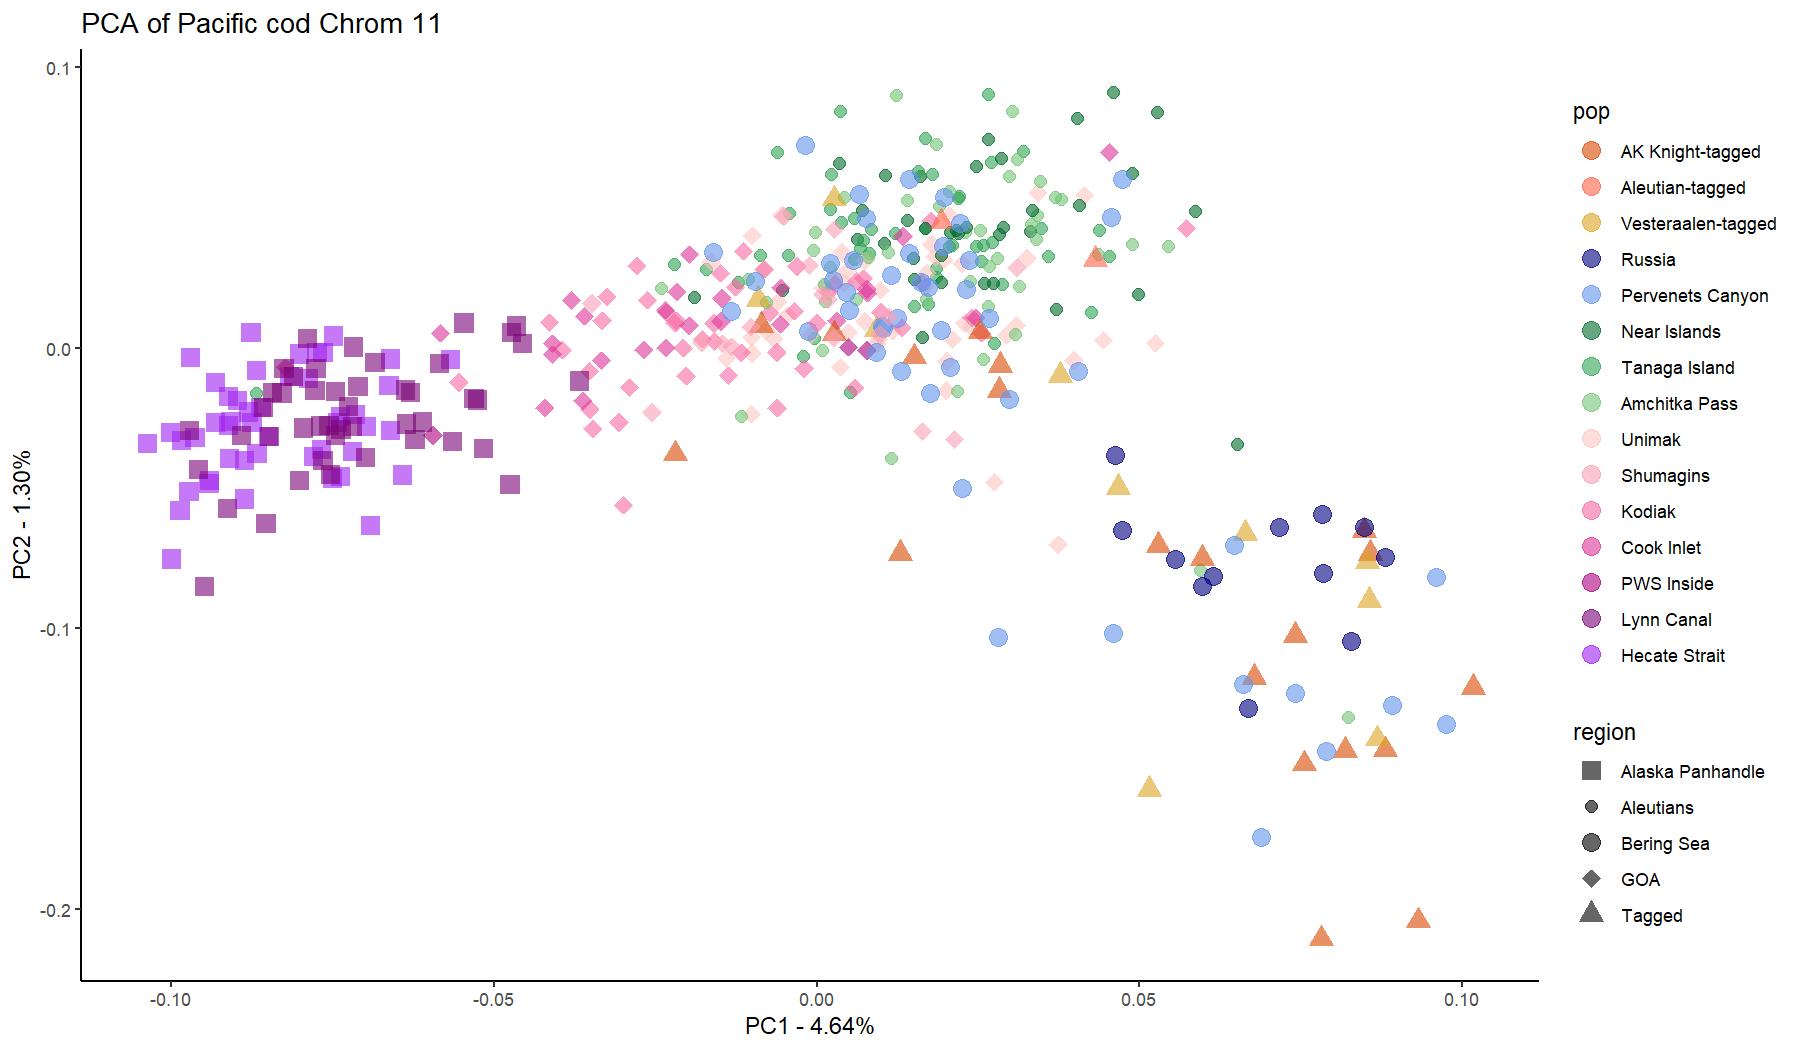 PCA of Pacific cod Chrom 11
0.1
0.0
-0.1
-0.2
PC2 - 1.30%
-0.10
-0.05
0.00
0.05
0.10
PC1 - 4.64%
pop
AK Knight-tagged
Aleutian-tagged
Vesteraalen-tagged
Russia
Pervenets Canyon
Near Islands
Tanaga Island
Amchitka Pass
Unimak
Shumagins
Kodiak
Cook Inlet
PWS Inside
Lynn Canal
Hecate Strait
region
Alaska Panhandle
Aleutians
Bering Sea
GOA
Tagged